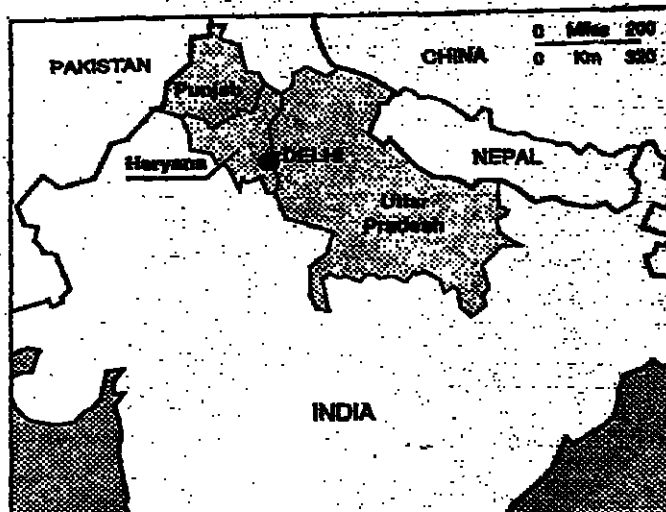 0 Miles 200
0 Km 320
CHINA
PAKISTAN
Punjab
Haryana
DELHI
NEPAL
Uttar
Pradesh
INDIA